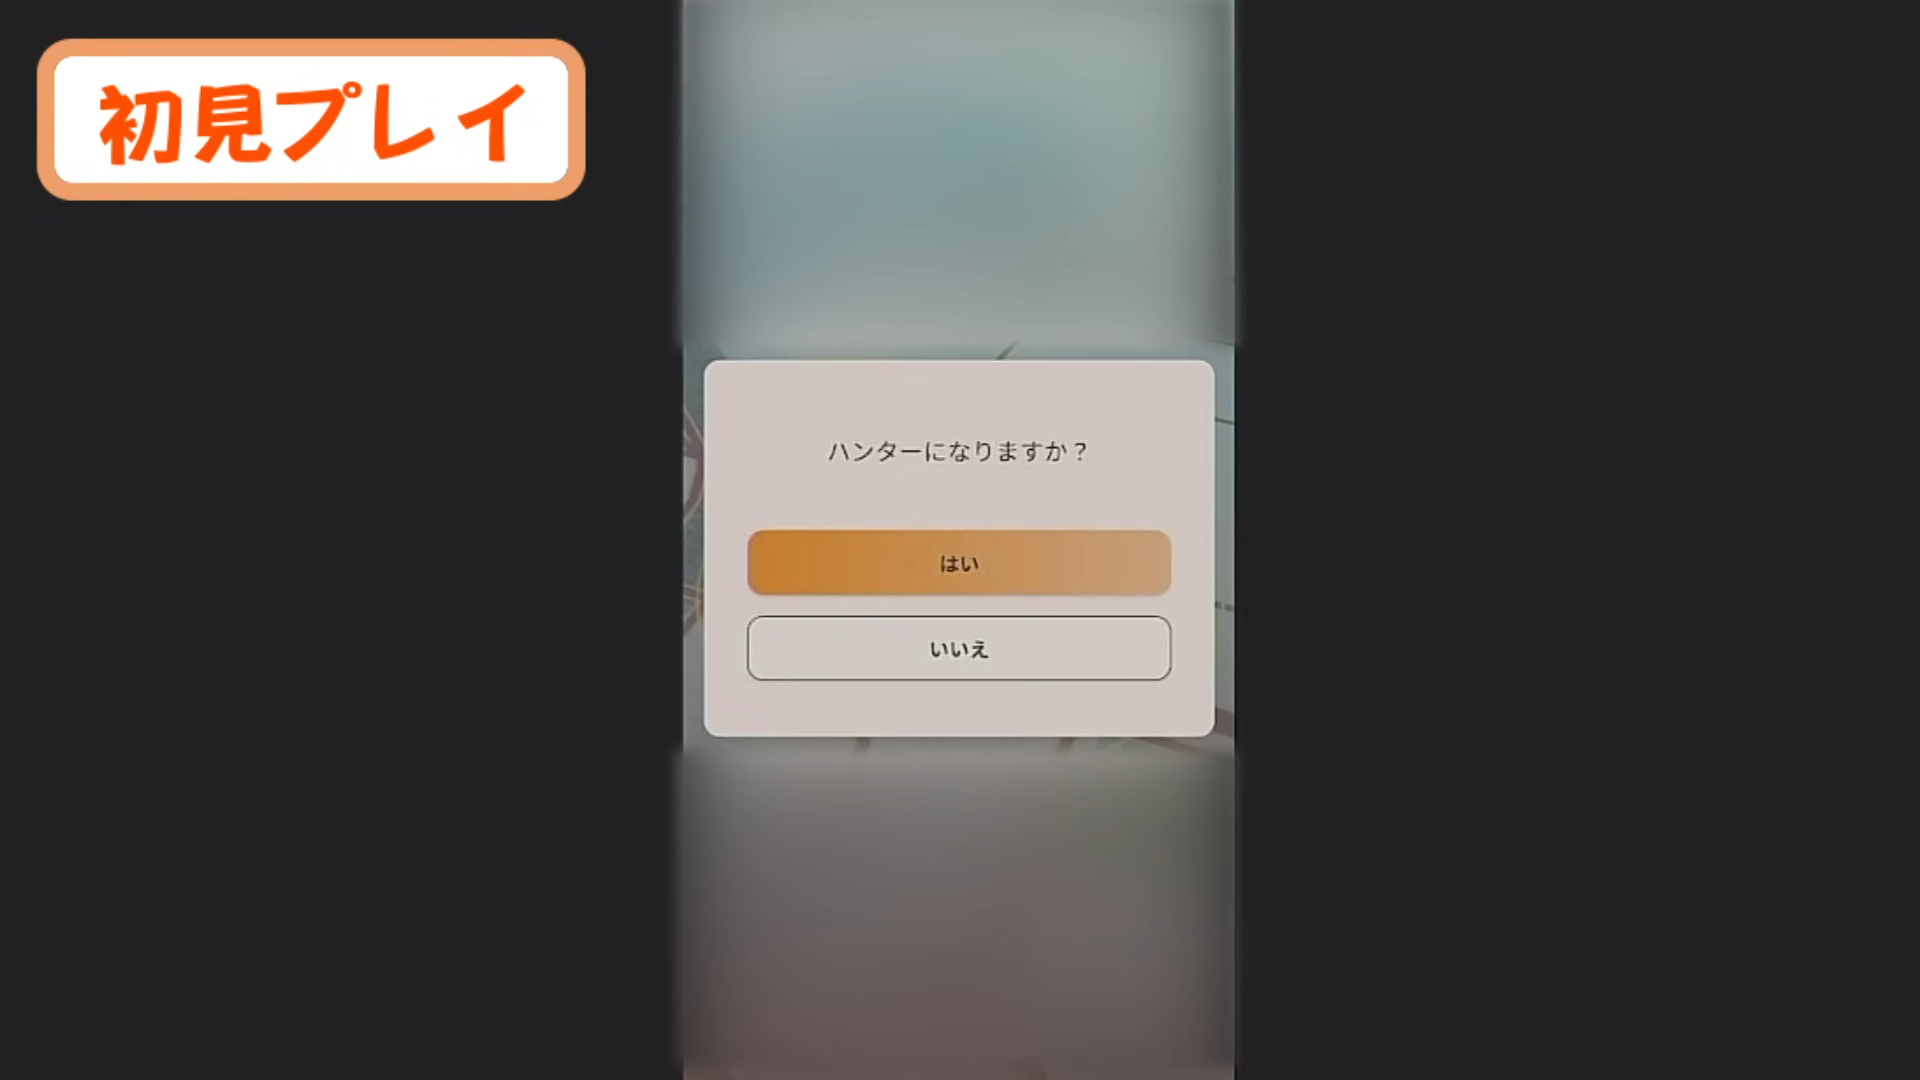 初見プレイ
ハンターになりますか？
はい
いいえ